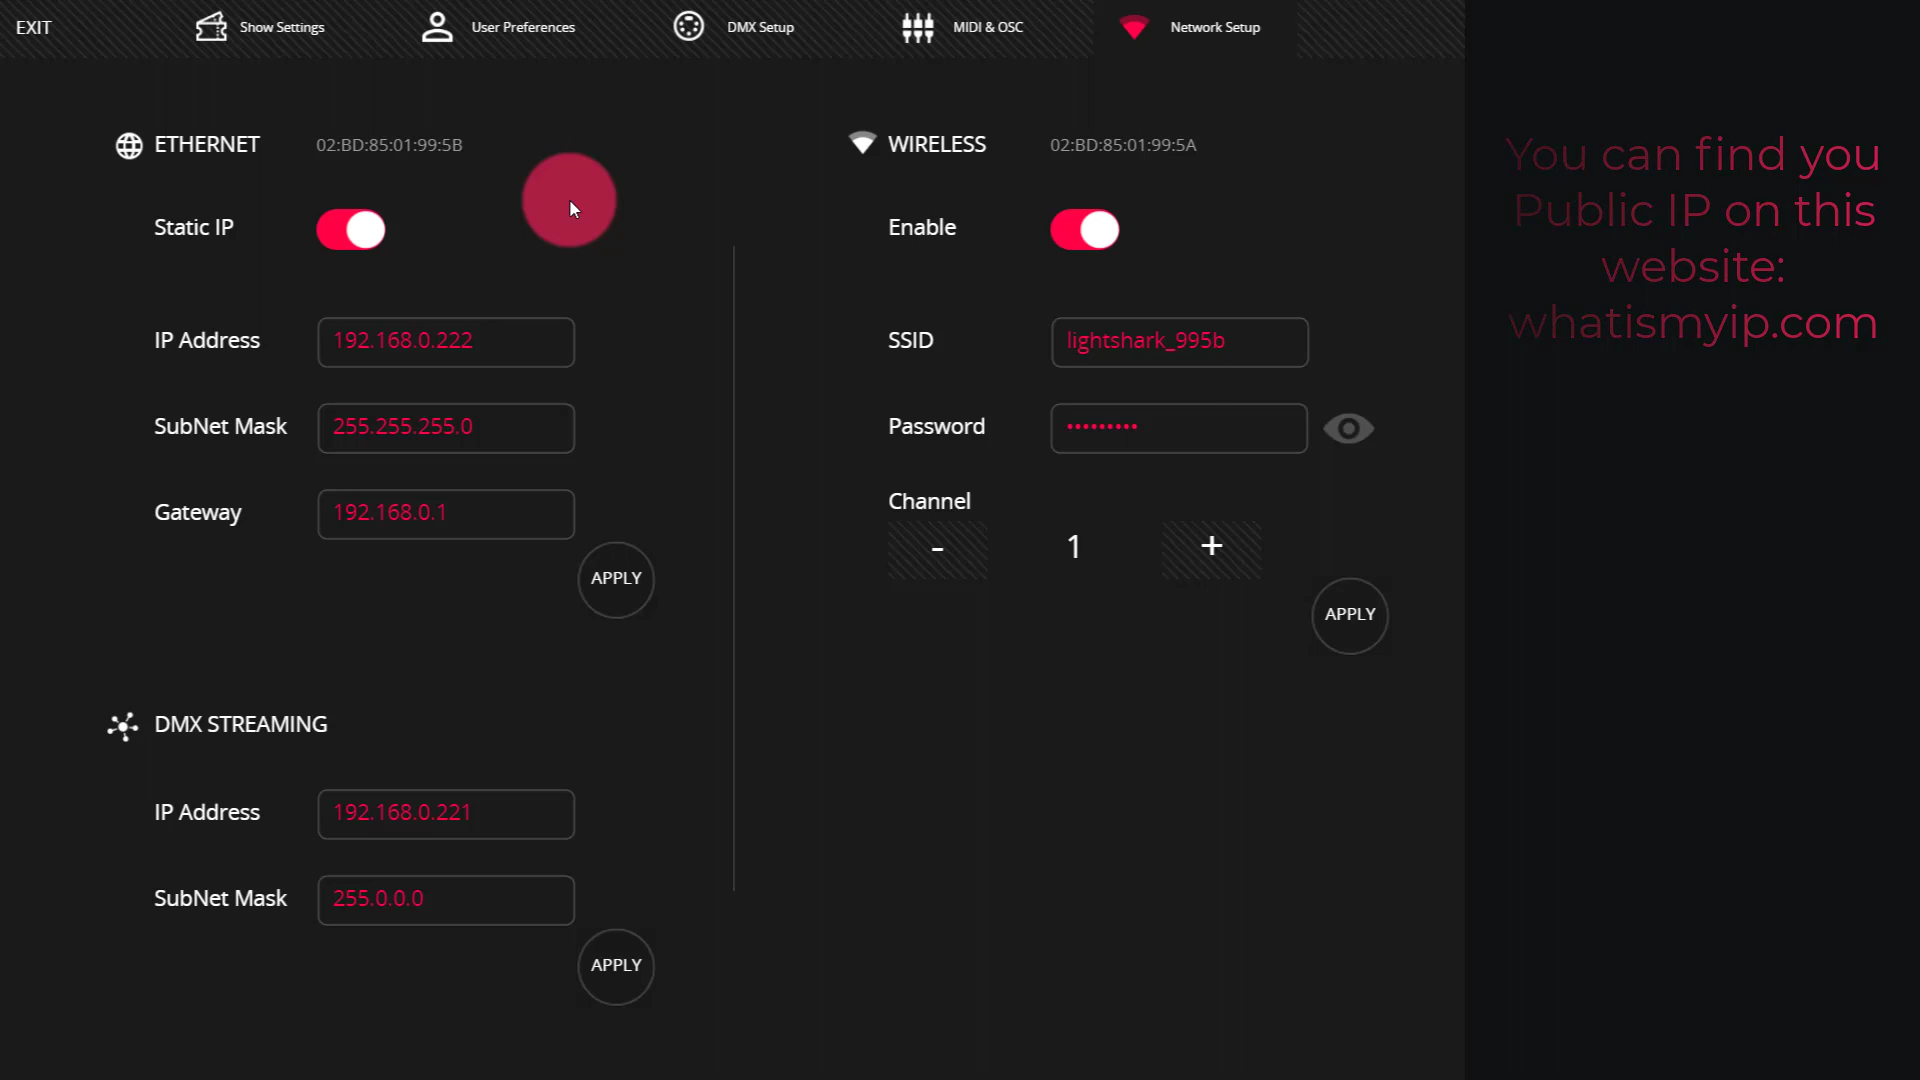 EXIT
Show Settings
User Preferences
DMX Setup
MIDI & OSC
Network Setup
ETHERNET 02:BD:85:01:99:5B
Static IP
IP Address 192.168.0.222
SubNet Mask 255.255.255.0
Gateway 192.168.0.1
APPLY
DMX STREAMING
IP Address 192.168.0.221
SubNet Mask 255.0.0.0
APPLY
WIRELESS 02:BD:85:01:99:5A
Enable
SSID lightshark_995b
Password •••••••••
Channel
- 1 +
APPLY
You can find you
Public IP on this
website:
whatismyip.com